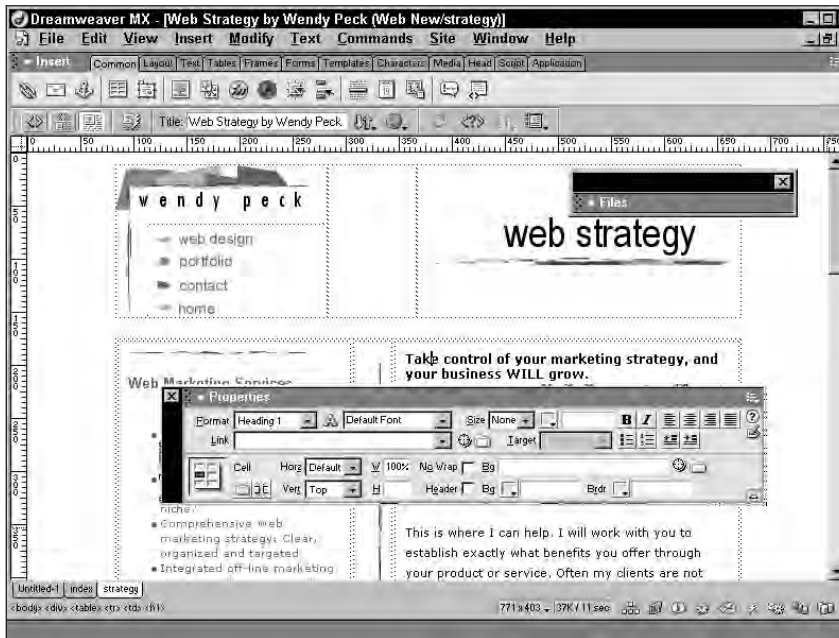 Dreamweaver MX - [Web Strategy by Wendy Peck (Web New/strategy)]
File Edit View Insert Modify Text Commands Site Window Help
Insert Common Layout Text Tables Frames Forms Templates Characters Media Head Script Application
Title: Web Strategy by Wendy Peck
0 50 100 150 200 250 300 350 400 450 500 550 600 650 700 750
wendy peck
Files
web strategy
web design
portfolio
contact
home
Take control of your marketing strategy, and
your business WILL grow.
Web Marketing Services
Properties
Format Heading 1 Default Font Size None B I
Link Target
Cell Horz Default W 100% No Wrap Bg
Vert Top H Header Bg Brdr
niche.
Comprehensive web
marketing strategy: Clear,
organized and targeted
Integrated off-line marketing
This is where I can help. I will work with you to
establish exactly what benefits you offer through
your product or service. Often my clients are not
Untitled-1 index strategy
<body> <div> <table> <tr> <td> <h1> 771 x 403 37K / 11 sec